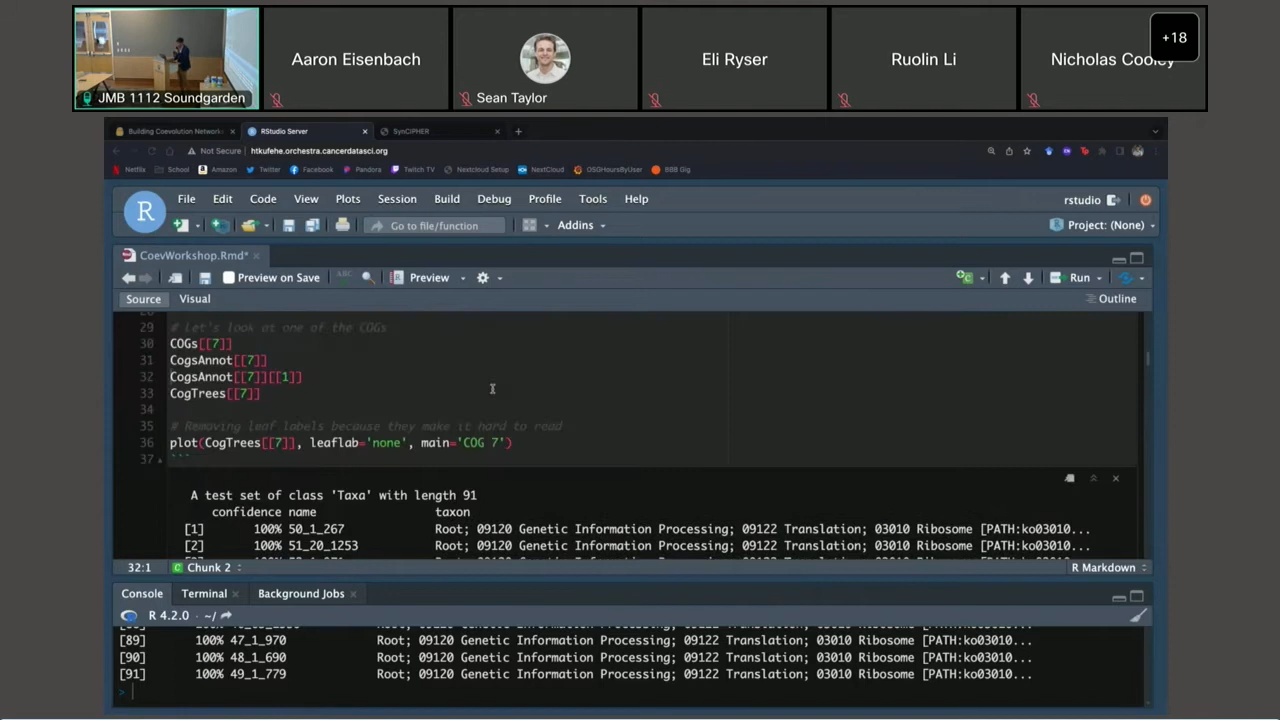 +18
Aaron Eisenbach
Eli Ryser
Ruolin Li
Nicholas Cooley
JMB 1112 Soundgarden
Sean Taylor
Building Coevolution Network
RStudio Server
SynCIPHER
Not Secure
htkufehe.orchestra.cancerdatasci.org
Netflix
School
Amazon
Twitter
Facebook
Pandora
Twitch TV
Nextcloud Setup
NextCloud
OSGHoursByUser
BBB Gig
R
File Edit Code View Plots Session Build Debug Profile Tools Help
rstudio
Go to file/function
Addins
Project: (None)
CoevWorkshop.Rmd*
Preview on Save
ABC
Preview
Run
Source
Visual
Outline
28
29 # Let's look at one of the COGs
30 COGs[[7]]
31 CogsAnnot[[7]]
32 CogsAnnot[[7]][[1]]
33 CogTrees[[7]]
34
35 # Removing leaf labels because they make it hard to read
36 plot(CogTrees[[7]], leaflab='none', main='COG 7')
37 ```
A test set of class 'Taxa' with length 91
confidence name taxon
[1] 100% 50_1_267 Root; 09120 Genetic Information Processing; 09122 Translation; 03010 Ribosome [PATH:ko03010...
[2] 100% 51_20_1253 Root; 09120 Genetic Information Processing; 09122 Translation; 03010 Ribosome [PATH:ko03010...
32:1
Chunk 2
R Markdown
Console
Terminal
Background Jobs
R 4.2.0 · ~/
[89] 100% 47_1_970 Root; 09120 Genetic Information Processing; 09122 Translation; 03010 Ribosome [PATH:ko03010...
[90] 100% 48_1_690 Root; 09120 Genetic Information Processing; 09122 Translation; 03010 Ribosome [PATH:ko03010...
[91] 100% 49_1_779 Root; 09120 Genetic Information Processing; 09122 Translation; 03010 Ribosome [PATH:ko03010...
>